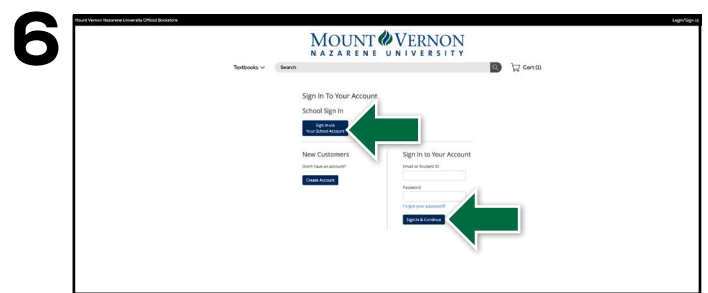 6
Mount Vernon Nazarene University Official Bookstore
Login/Sign Up
MOUNT VERNON
NAZARENE UNIVERSITY
Textbooks
Search
Cart (1)
Sign In To Your Account
School Sign In
Sign in via
Your School Account
New Customers
Don't have an account?
Create Account
Sign In to Your Account
Email or Student ID
Password
Forgot your password?
Sign In & Continue